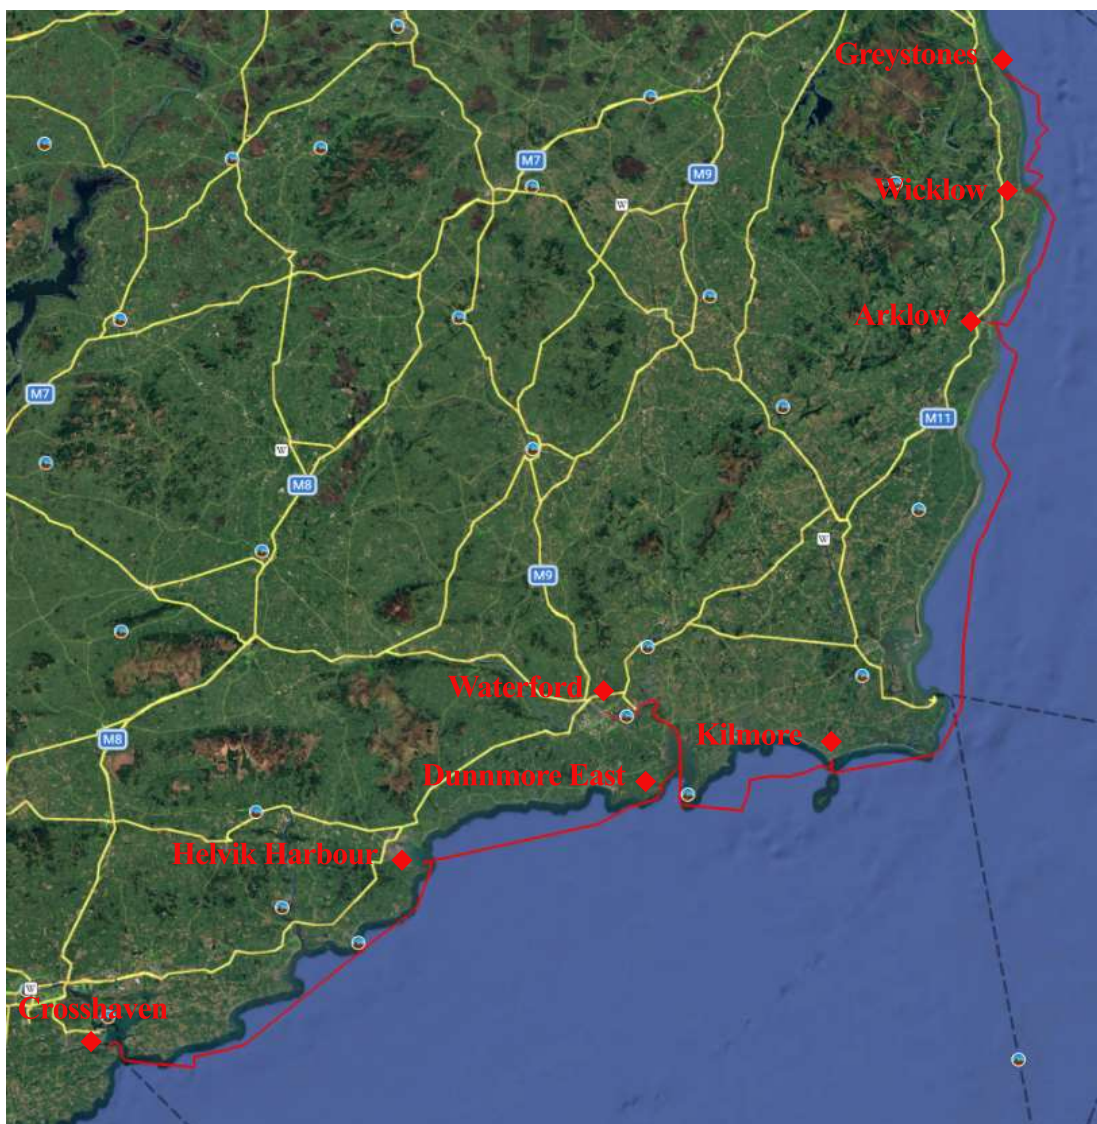 Greystones
M7
M9
W
Wicklow
Arklow
M7
M11
W
M8
W
M9
Waterford
M8
Kilmore
Dunnmore East
Helvik Harbour
W
Crosshaven